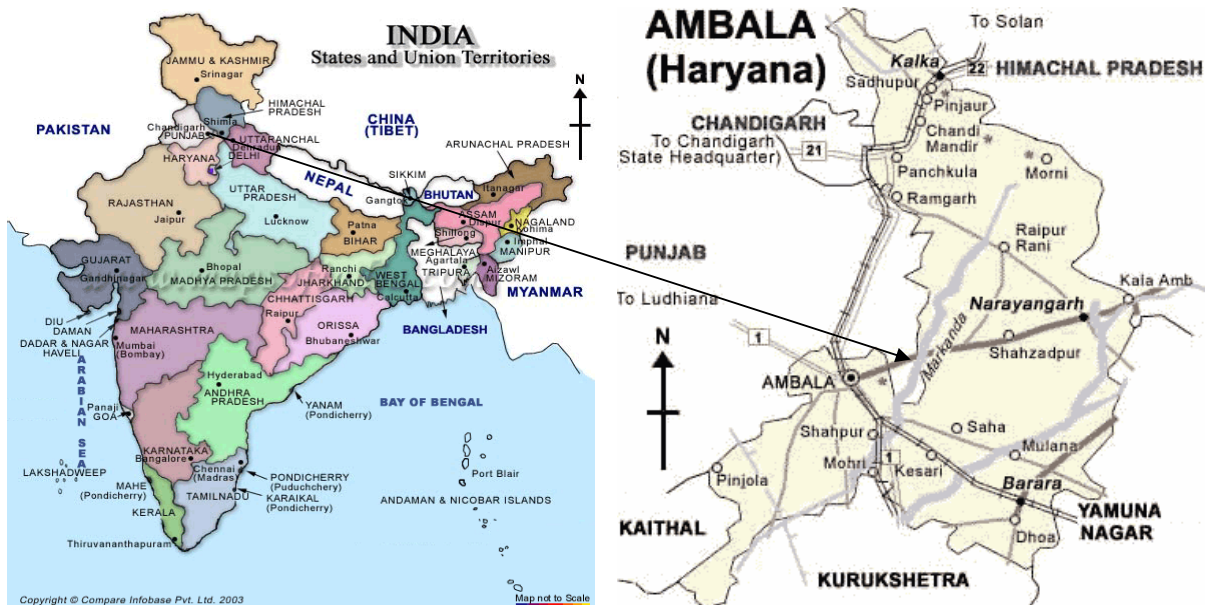 INDIA
States and Union Territories
N
JAMMU & KASHMIR
Srinagar
HIMACHAL
PRADESH
Shimla
Chandigarh
PUNJAB
UTTARANCHAL
Dehradun
HARYANA
DELHI
PAKISTAN
CHINA
(TIBET)
ARUNACHAL PRADESH
SIKKIM
NEPAL
BHUTAN
Itanagar
Gangtok
UTTAR
PRADESH
RAJASTHAN
Jaipur
Lucknow
ASSAM
Dispur
NAGALAND
Kohima
Patna
BIHAR
Shillong
MEGHALAYA
Imphal
MANIPUR
Agartala
TRIPURA
Aizawl
MIZORAM
GUJARAT
Gandhinagar
Bhopal
MADHYA PRADESH
Ranchi
JHARKHAND
WEST
BENGAL
Calcutta
MYANMAR
CHHATTISGARH
Raipur
DIU
DAMAN
DADAR & NAGAR
HAVELI
MAHARASHTRA
Mumbai
(Bombay)
ORISSA
Bhubaneshwar
BANGLADESH
ARABIAN SEA
Hyderabad
ANDHRA
PRADESH
YANAM
(Pondicherry)
BAY OF BENGAL
Panaji
GOA
KARNATAKA
Bangalore
Chennai
(Madras)
PONDICHERRY
(Puduchchery)
Port Blair
LAKSHADWEEP
MAHE
(Pondicherry)
TAMILNADU
KARAIKAL
(Pondicherry)
ANDAMAN & NICOBAR ISLANDS
KERALA
Thiruvananthapuram
Copyright © Compare Infobase Pvt. Ltd. 2003
Map not to Scale
AMBALA
(Haryana)
To Solan
Kalka
22
HIMACHAL PRADESH
Sadhupur
Pinjaur
CHANDIGARH
To Chandigarh
State Headquarter)
21
Chandi
Mandir
Panchkula
Morni
Ramgarh
PUNJAB
Raipur
Rani
To Ludhiana
Kala Amb
Narayangarh
N
1
Markanda
Shahzadpur
AMBALA
Saha
Shahpur
Mulana
Mohri
1
Kesari
Pinjola
Barara
KAITHAL
YAMUNA
NAGAR
Dhoa
KURUKSHETRA